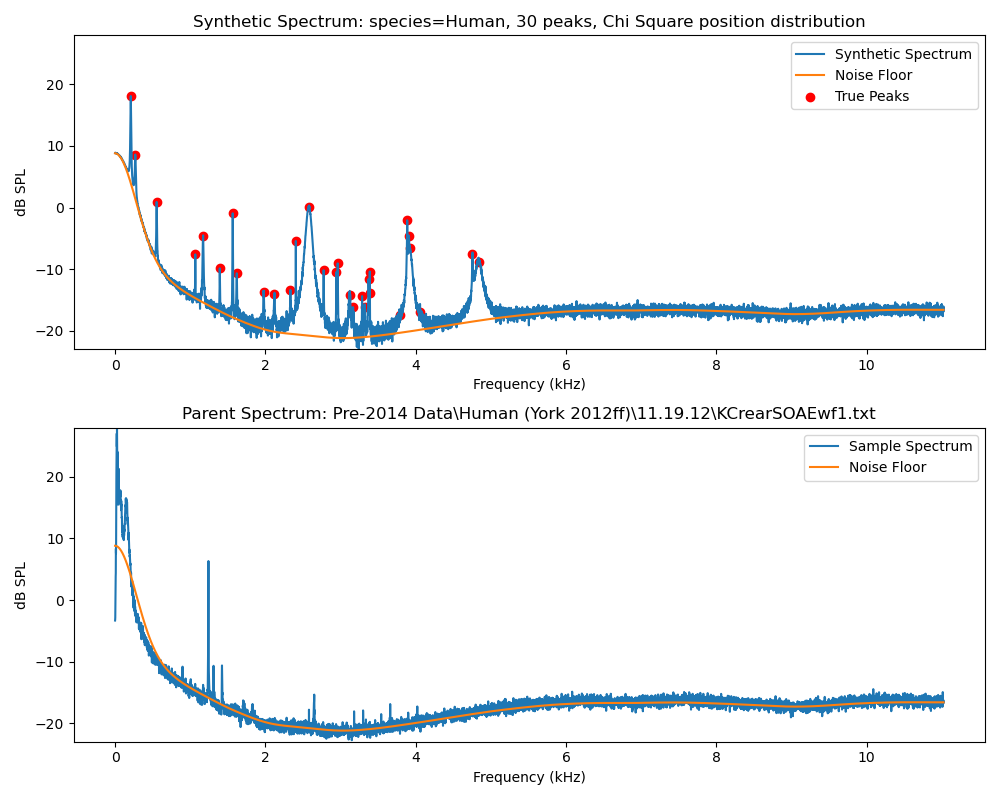 Synthetic Spectrum: species=Human, 30 peaks, Chi Square position distribution
dB SPL
20
10
0
−10
−20
Synthetic Spectrum
Noise Floor
True Peaks
0 2 4 6 8 10
Frequency (kHz)
Parent Spectrum: Pre-2014 Data\Human (York 2012ff)\11.19.12\KCrearSOAEwf1.txt
dB SPL
20
10
0
−10
−20
Sample Spectrum
Noise Floor
0 2 4 6 8 10
Frequency (kHz)